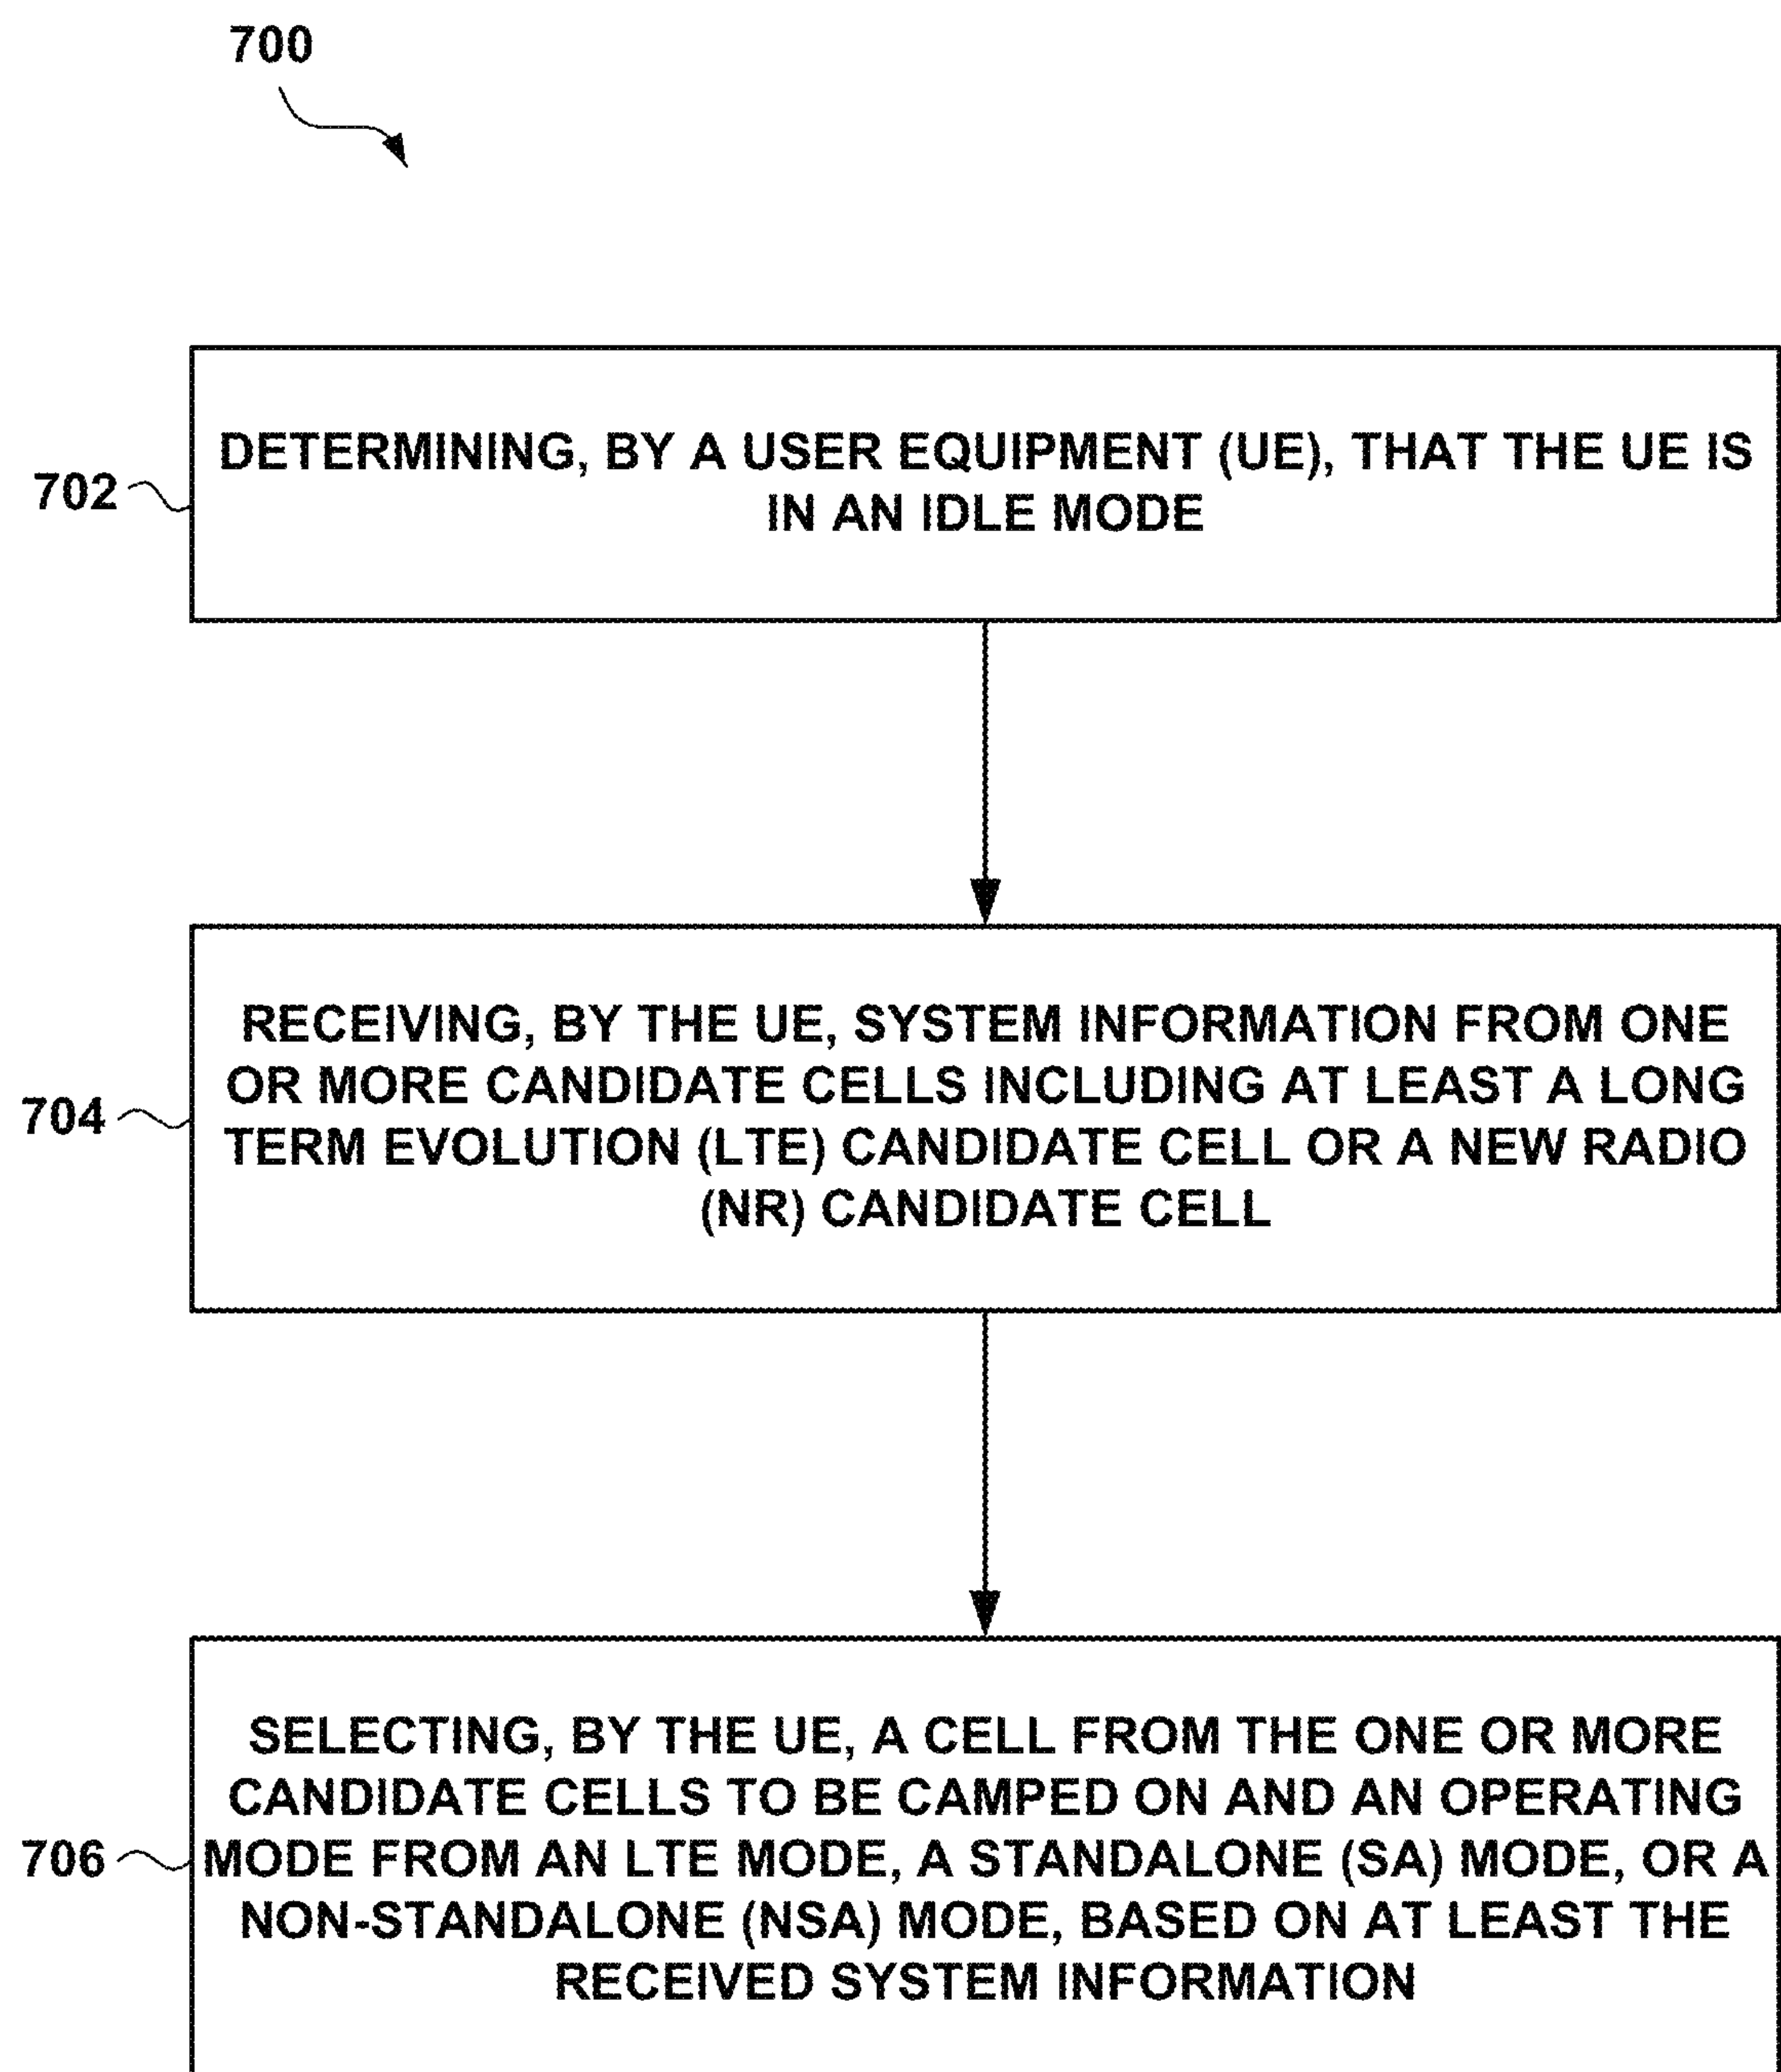 700
702
DETERMINING, BY A USER EQUIPMENT (UE), THAT THE UE IS
IN AN IDLE MODE
704
RECEIVING, BY THE UE, SYSTEM INFORMATION FROM ONE
OR MORE CANDIDATE CELLS INCLUDING AT LEAST A LONG
TERM EVOLUTION (LTE) CANDIDATE CELL OR A NEW RADIO
(NR) CANDIDATE CELL
706
SELECTING, BY THE UE, A CELL FROM THE ONE OR MORE
CANDIDATE CELLS TO BE CAMPED ON AND AN OPERATING
MODE FROM AN LTE MODE, A STANDALONE (SA) MODE, OR A
NON-STANDALONE (NSA) MODE, BASED ON AT LEAST THE
RECEIVED SYSTEM INFORMATION